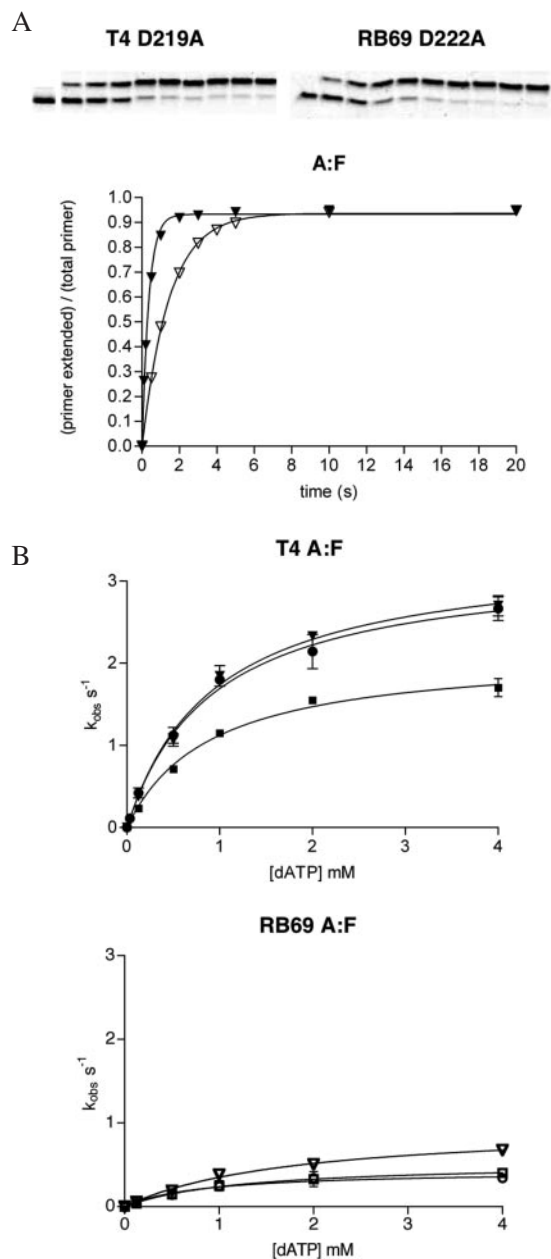 A
T4 D219A RB69 D222A
A:F
(primer extended) / (total primer)
1.0
0.9
0.8
0.7
0.6
0.5
0.4
0.3
0.2
0.1
0.0
0 2 4 6 8 10 12 14 16 18 20
time (s)
B
T4 A:F
kobs s-1
3
2
1
0
0 1 2 3 4
[dATP] mM
RB69 A:F
kobs s-1
3
2
1
0
0 1 2 3 4
[dATP] mM